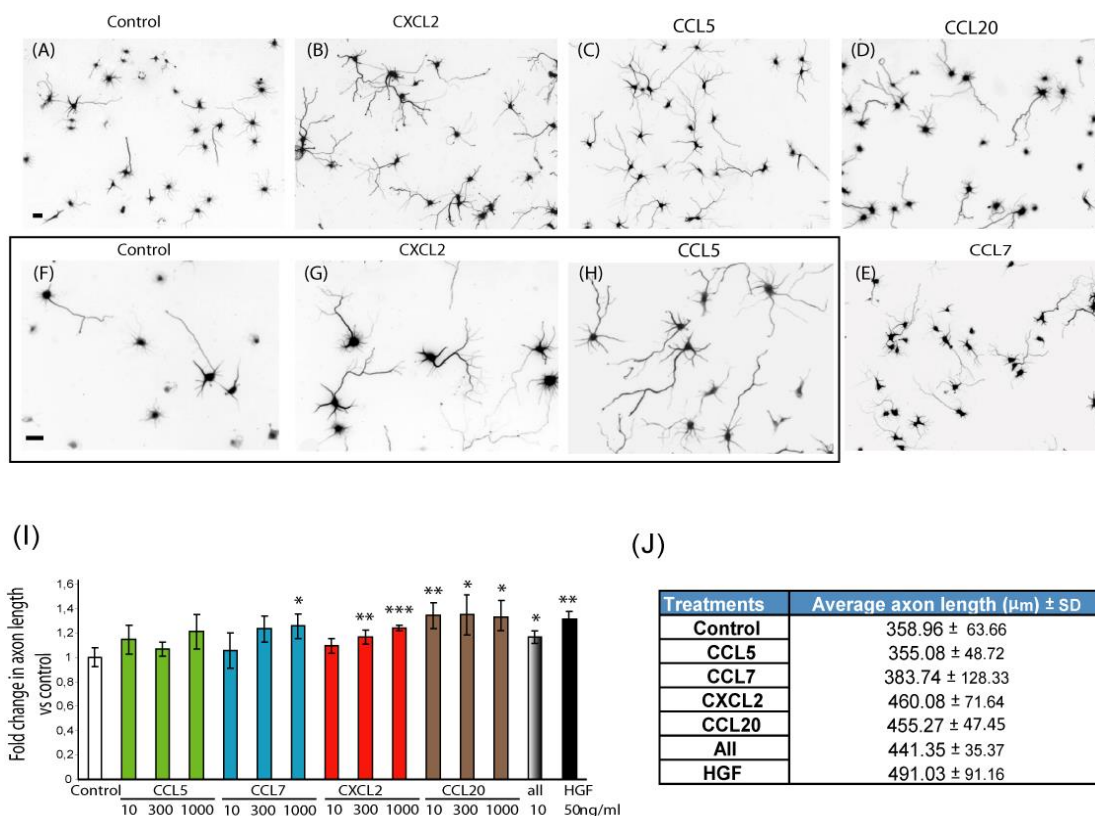 Control CXCL2 CCL5 CCL20
(A) (B) (C) (D)
Control CXCL2 CCL5 CCL7
(F) (G) (H) (E)
(I)
Fold change in axon length
vs control
1,6
1,4
1,2
1
0,8
0,6
0,4
0,2
0
* ** *** ** * * * **
Control CCL5 CCL7 CXCL2 CCL20 all HGF
10 300 1000 10 300 1000 10 300 1000 10 300 1000 10 50ng/ml
(J)
Treatments Average axon length (μm) ± SD
Control 358.96 ± 63.66
CCL5 355.08 ± 48.72
CCL7 383.74 ± 128.33
CXCL2 460.08 ± 71.64
CCL20 455.27 ± 47.45
All 441.35 ± 35.37
HGF 491.03 ± 91.16